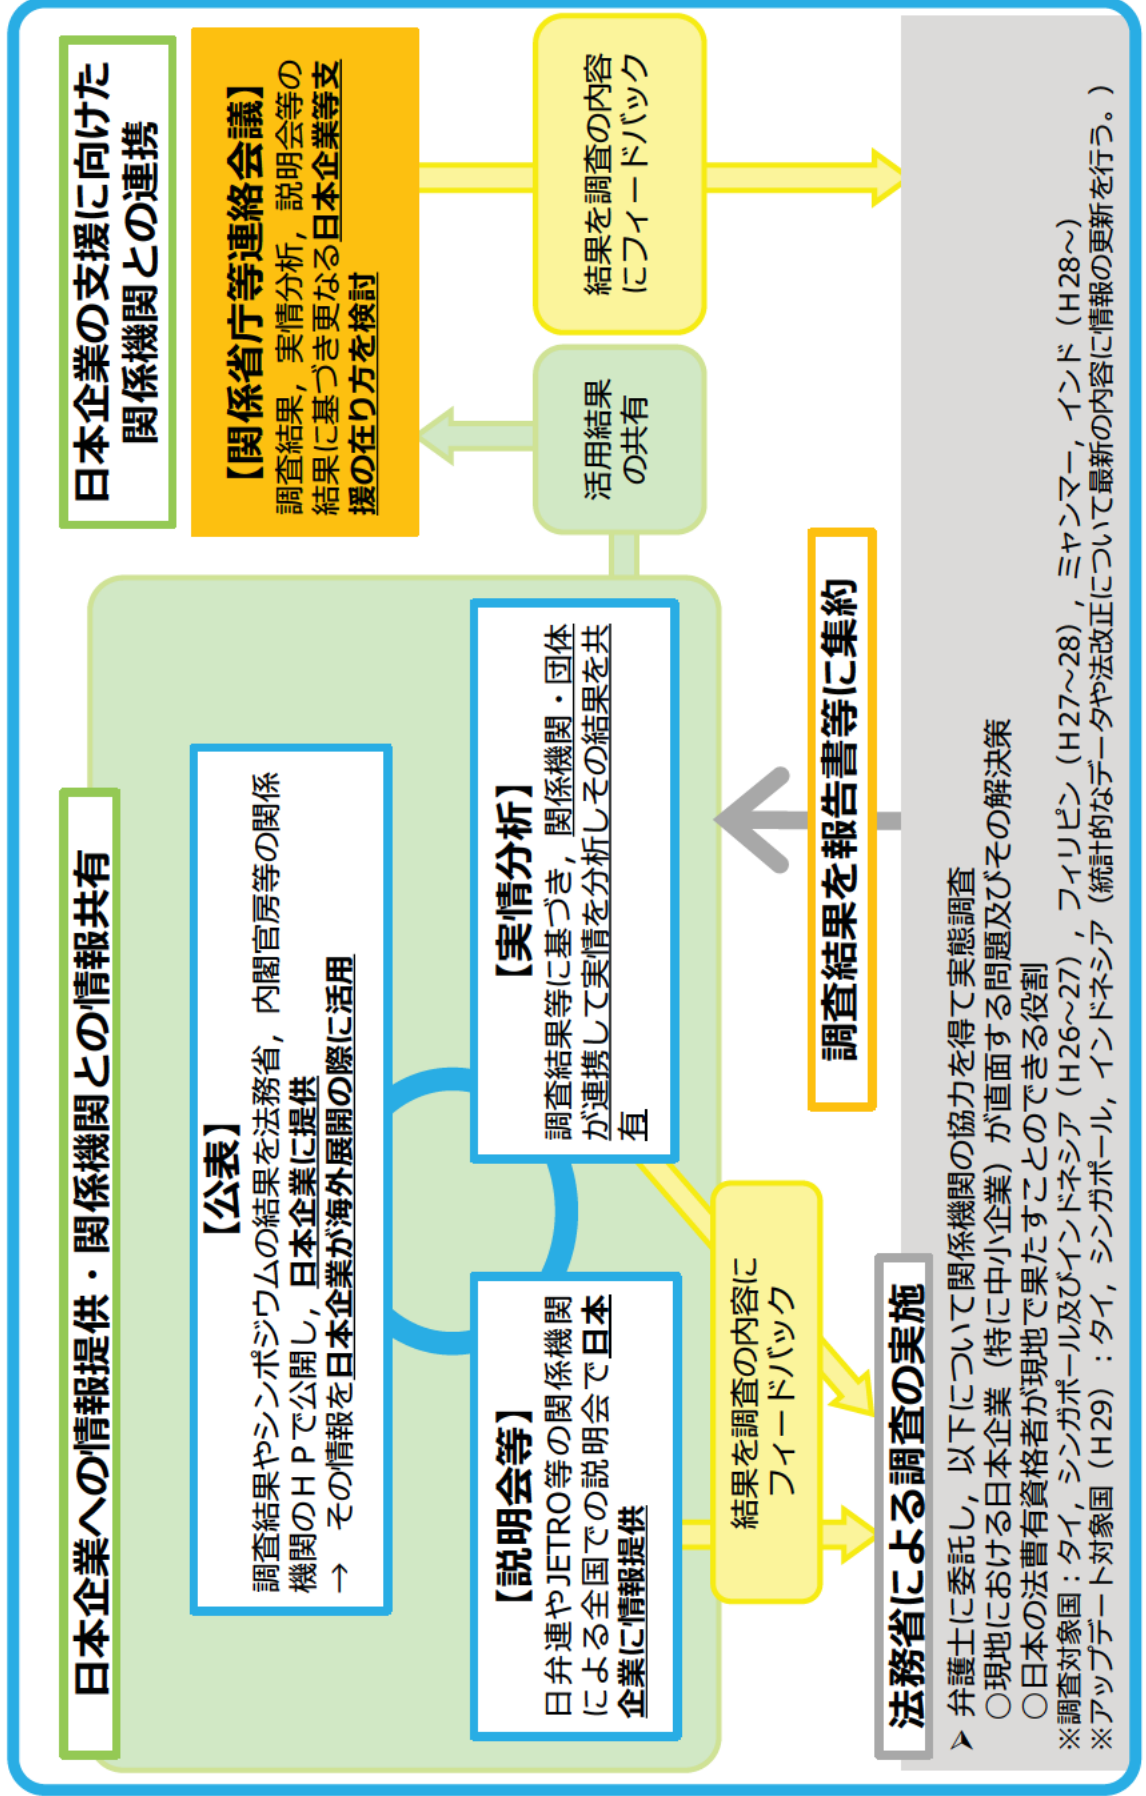 日本企業への情報提供・関係機関との情報共有
【公表】
調査結果やシンポジウムの結果を法務省，内閣官房等の関係
機関のＨＰで公開し，日本企業に提供
→　その情報を日本企業が海外展開の際に活用
【説明会等】
日弁連やJETRO等の関係機関
による全国での説明会で日本
企業に情報提供
【実情分析】
調査結果等に基づき，関係機関・団体
が連携して実情を分析しその結果を共
有
日本企業の支援に向けた
関係機関との連携
【関係省庁等連絡会議】
調査結果，実情分析，説明会等の
結果に基づき更なる日本企業等支
援の在り方を検討
活用結果
の共有
結果を調査の内容
にフィードバック
結果を調査の内容に
フィードバック
調査結果を報告書等に集約
法務省による調査の実施
➢ 弁護士に委託し，以下について関係機関の協力を得て実態調査
○現地における日本企業（特に中小企業）が直面する問題及びその解決策
○日本の法曹有資格者が現地で果たすことのできる役割
※調査対象国：タイ，シンガポール及びインドネシア（H26～27），フィリピン（H27～28），ミャンマー，インド（H28～）
※アップデート対象国（H29）：タイ，シンガポール，インドネシア（統計的なデータや法改正について最新の内容に情報の更新を行う。）